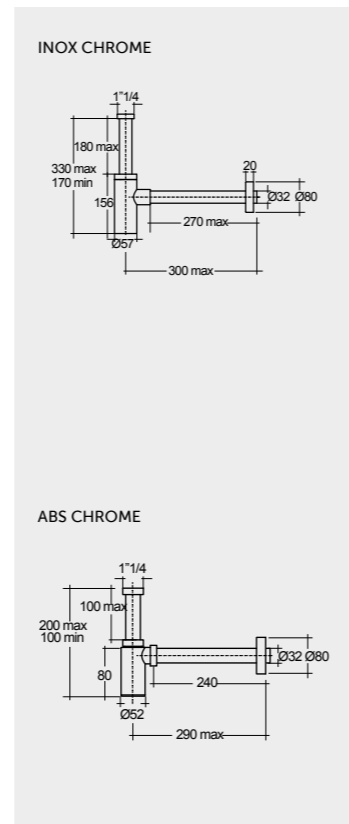 INOX CHROME
1"1/4
180 max
330 max
170 min
156
Ø57
20
Ø32 Ø80
270 max
300 max
ABS CHROME
1"1/4
100 max
200 max
100 min
80
Ø52
Ø32 Ø80
240
290 max